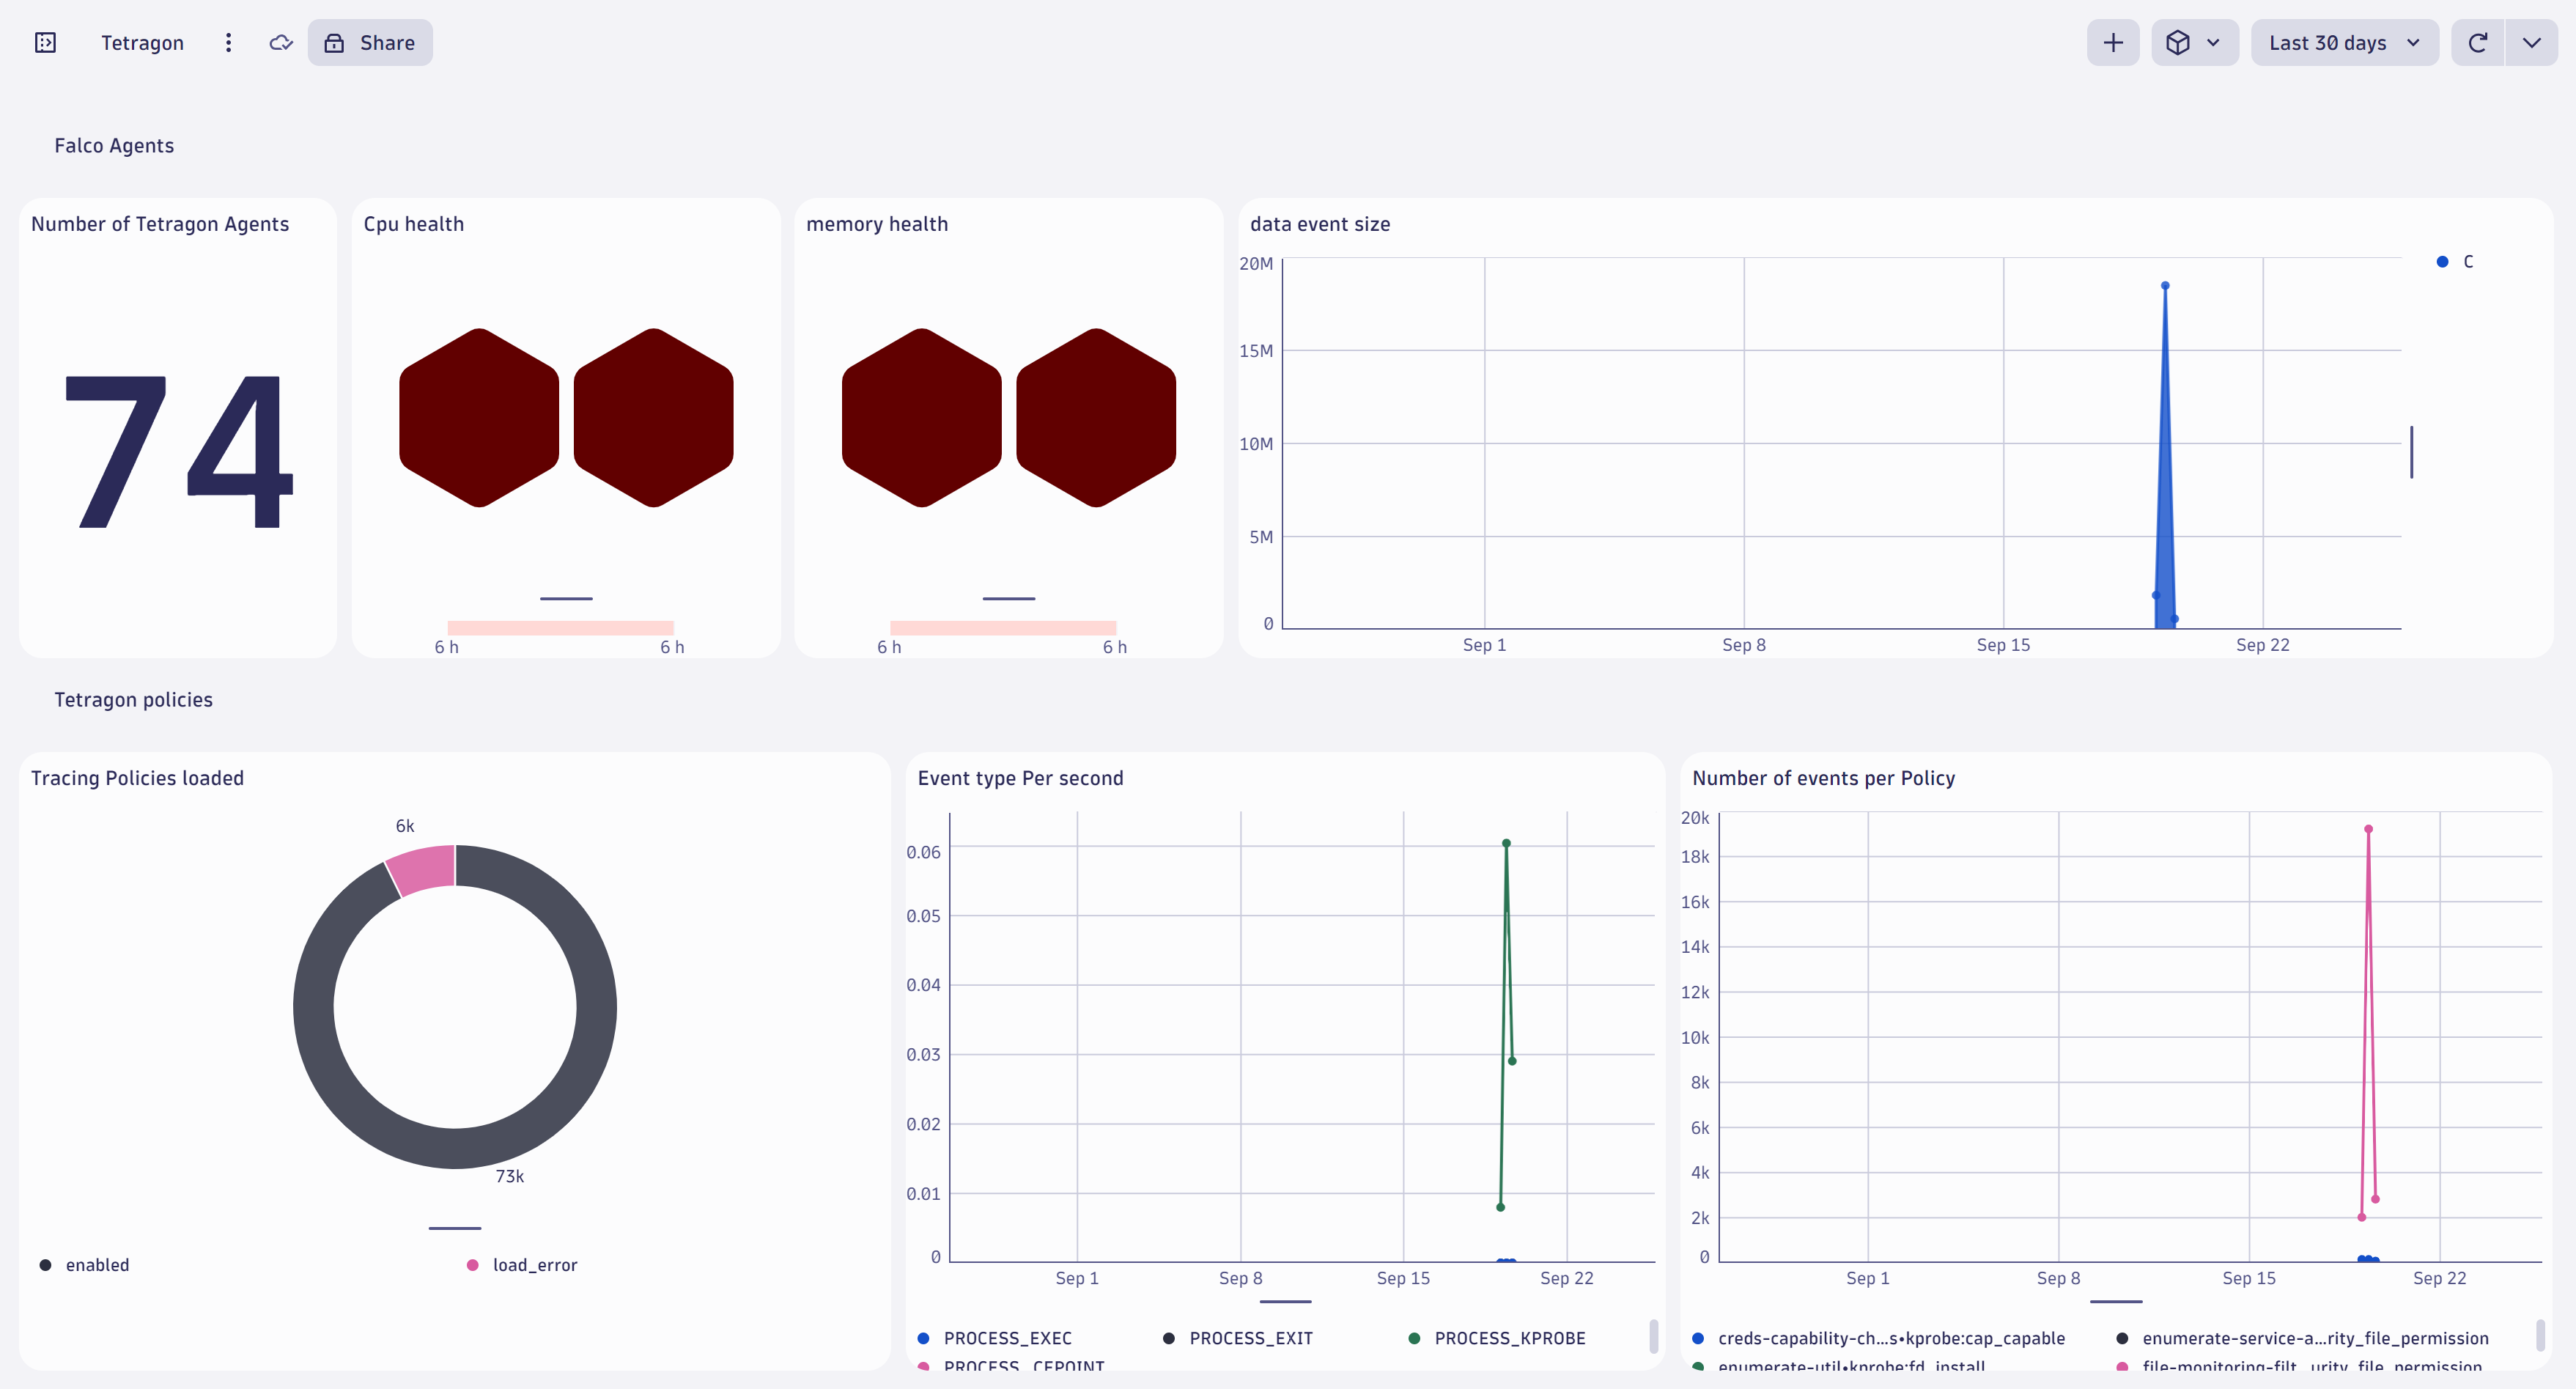 Tetragon
Share
Last 30 days
Falco Agents
Number of Tetragon Agents
74
Cpu health
6 h
6 h
memory health
6 h
6 h
data event size
20M
15M
10M
5M
0
Sep 1
Sep 8
Sep 15
Sep 22
C
Tetragon policies
Tracing Policies loaded
6k
73k
enabled
load_error
Event type Per second
0.06
0.05
0.04
0.03
0.02
0.01
0
Sep 1
Sep 8
Sep 15
Sep 22
PROCESS_EXEC
PROCESS_EXIT
PROCESS_KPROBE
Number of events per Policy
20k
18k
16k
14k
12k
10k
8k
6k
4k
2k
0
Sep 1
Sep 8
Sep 15
Sep 22
creds-capability-ch…s•kprobe:cap_capable
enumerate-service-a…rity_file_permission
enumerate-util•kprobe:fd_install
file-monitoring-filt…urity_file_permission